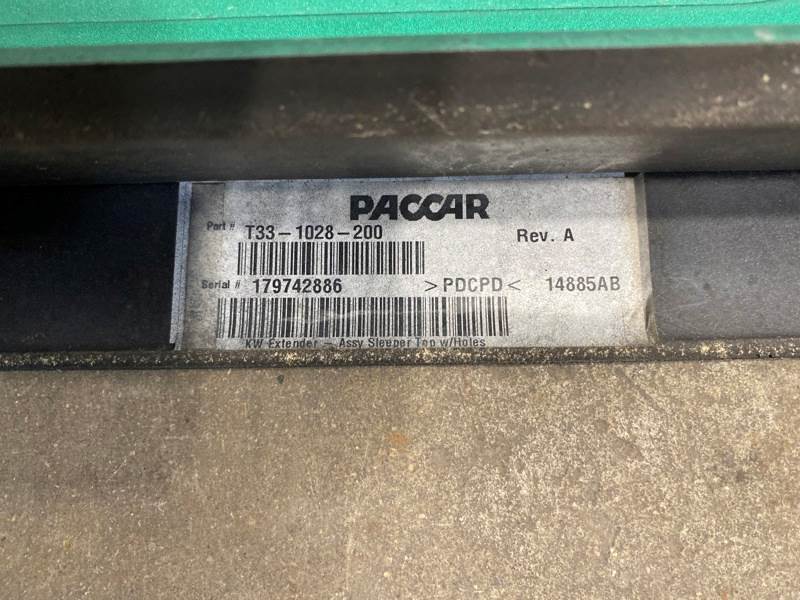 PACCAR
Part # T33-1028-200 Rev. A
Serial # 179742886 >PDCPD< 14885AB
KW Extender - Assy Sleeper Top w/Holes